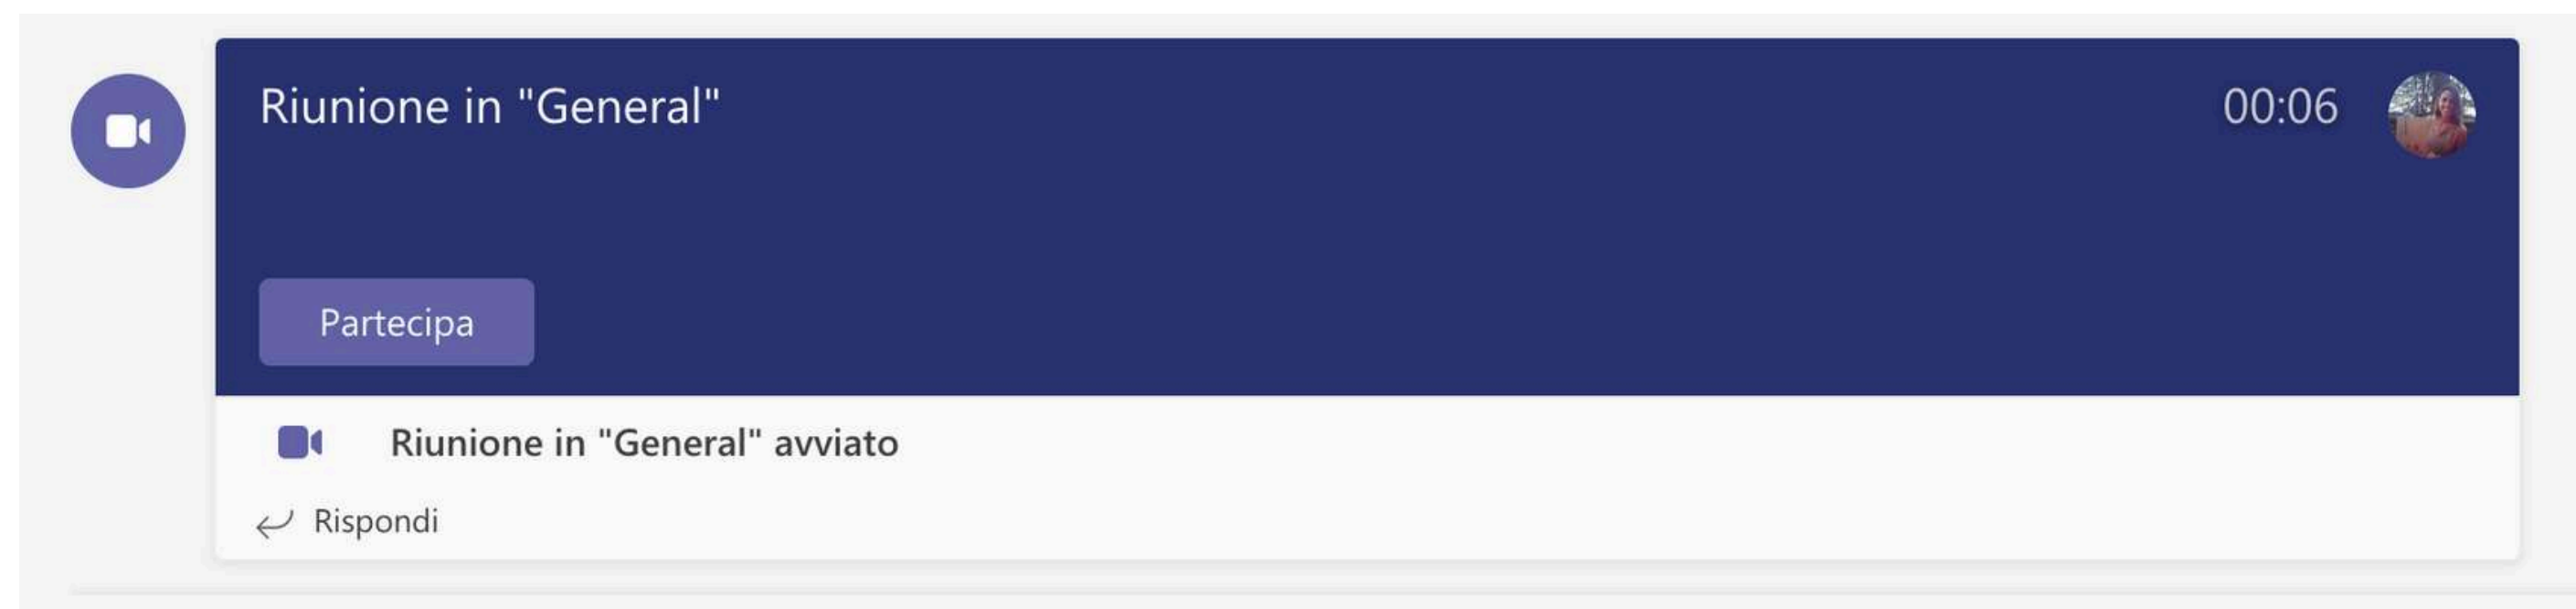 Riunione in "General"
00:06
Partecipa
Riunione in "General" avviato
Rispondi